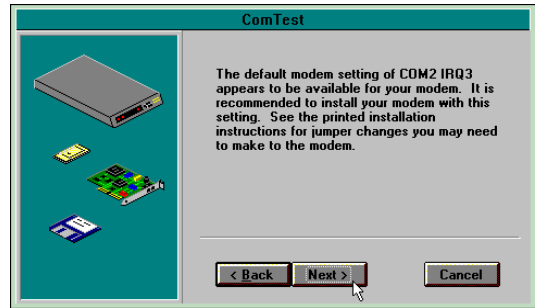 ComTest
The default modem setting of COM2 IRQ3
appears to be available for your modem. It is
recommended to install your modem with this
setting. See the printed installation
instructions for jumper changes you may need
to make to the modem.
< Back Next > Cancel